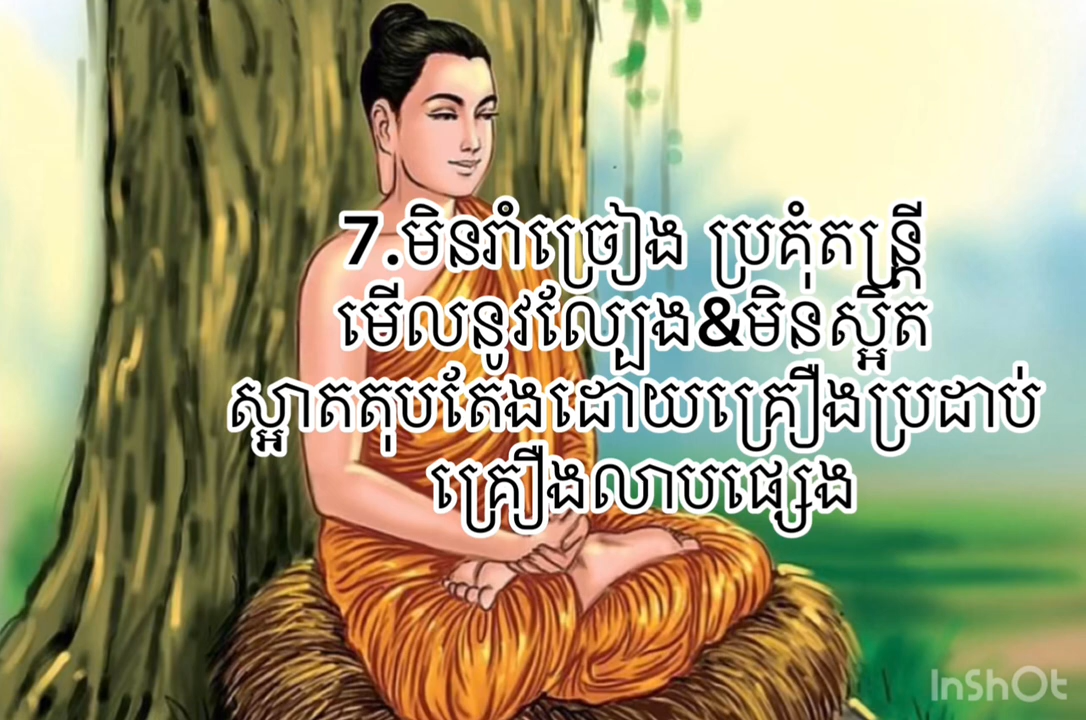 7.មិនរាំច្រៀង ប្រគុំតន្ត្រី
មើលនូវល្បែង&មិនស្អិត
ស្អាតតុបតែងដោយគ្រឿងប្រដាប់
គ្រឿងលាបផ្សេង
InShOt